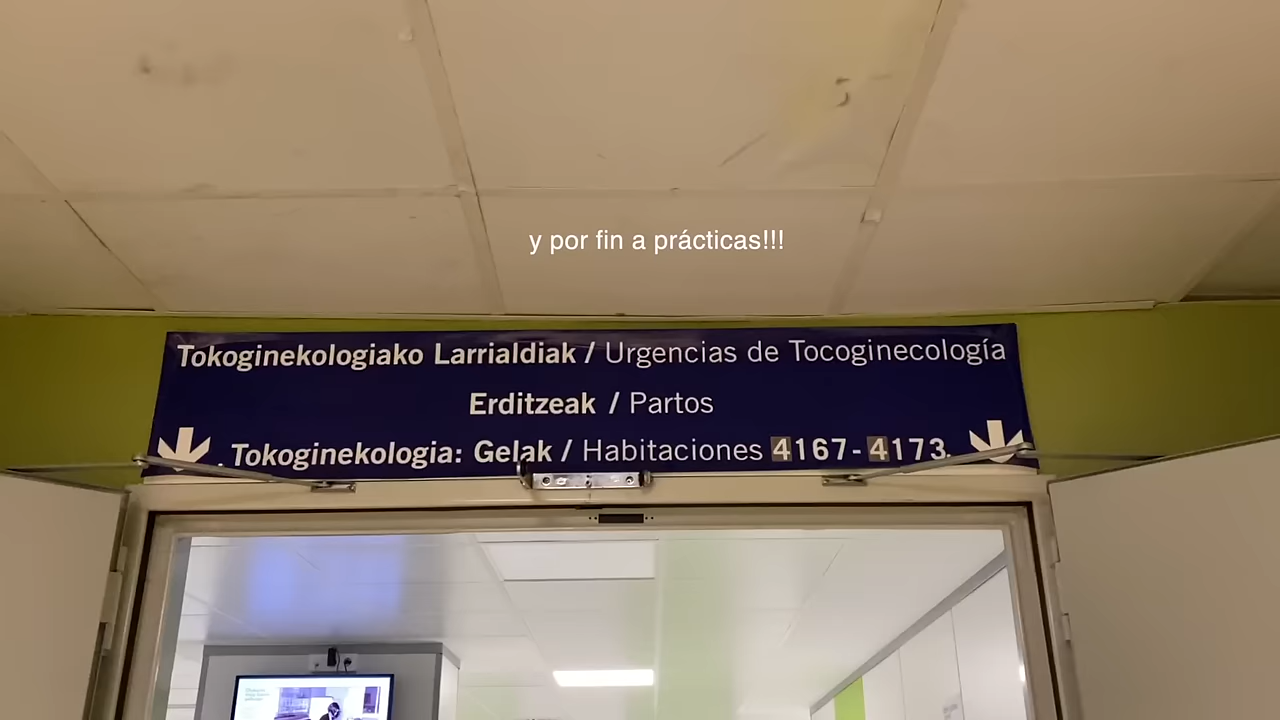 y por fin a prácticas!!!
Tokoginekologiako Larrialdiak / Urgencias de Tocoginecología
Erditzeak / Partos
Tokoginekologia: Gelak / Habitaciones 4167-4173